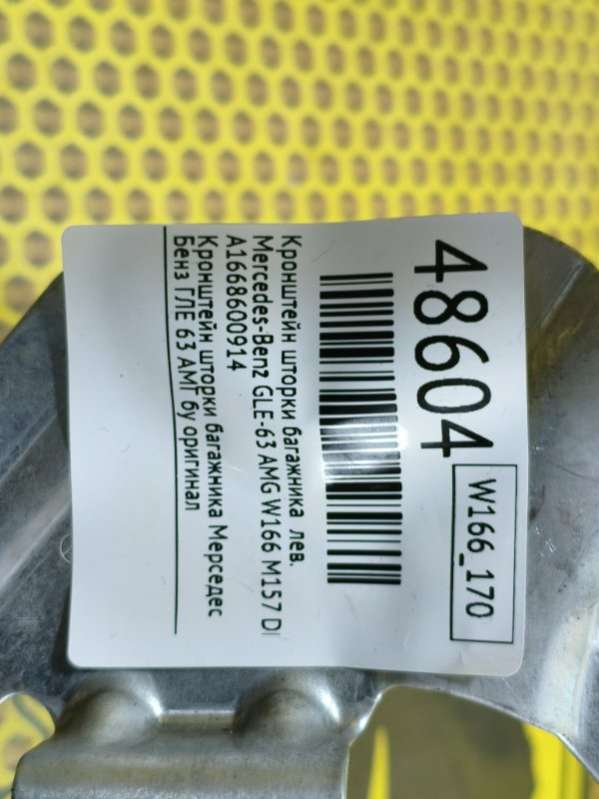 48604
W166_170
Кронштейн шторки багажника лев.
Mercedes-Benz GLE-63 AMG W166 M157 DI
A1668600914
Кронштейн шторки багажника Мерседес
Бенз ГЛЕ 63 АМГ бу оригинал